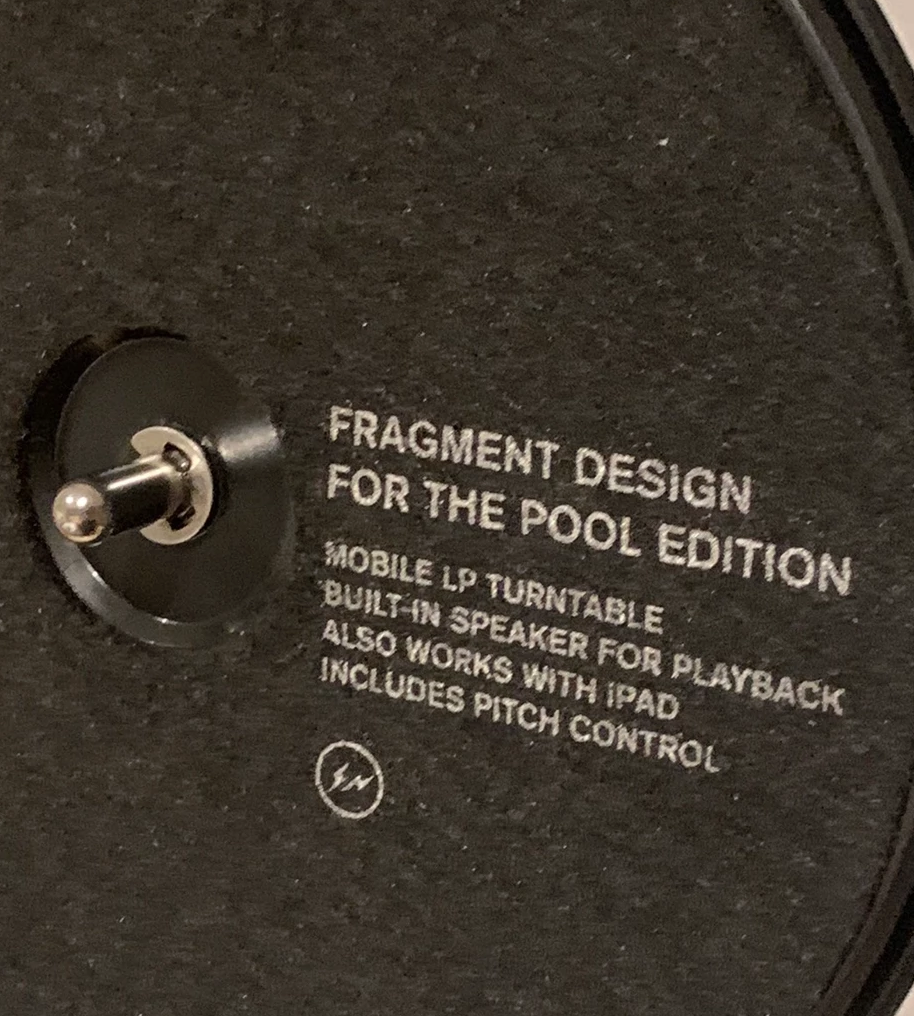 FRAGMENT DESIGN
FOR THE POOL EDITION
MOBILE LP TURNTABLE
BUILT-IN SPEAKER FOR PLAYBACK
ALSO WORKS WITH iPAD
INCLUDES PITCH CONTROL